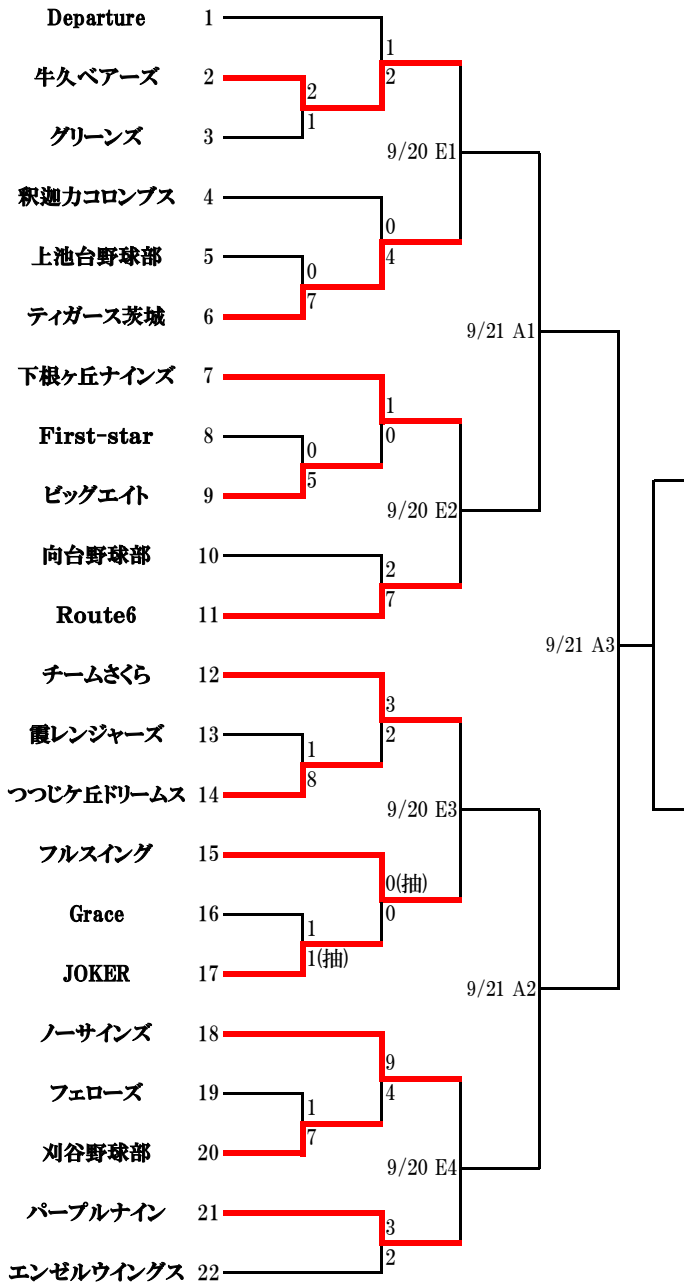 Departure 1
1
牛久ベアーズ 2
2
2
グリーンズ 3
1
9/20 E1
釈迦力コロンブス 4
0
上池台野球部 5
0
4
ティガース茨城 6
7
9/21 A1
下根ヶ丘ナインズ 7
1
First-star 8
0
0
ビッグエイト 9
5
9/20 E2
向台野球部 10
2
Route6 11
7
9/21 A3
チームさくら 12
3
霞レンジャーズ 13
1
2
つつじケ丘ドリームス 14
8
9/20 E3
フルスイング 15
0(抽)
Grace 16
1
0
JOKER 17
1(抽)
9/21 A2
ノーサインズ 18
9
フェローズ 19
1
4
刈谷野球部 20
7
9/20 E4
パープルナイン 21
3
エンゼルウイングス 22
2